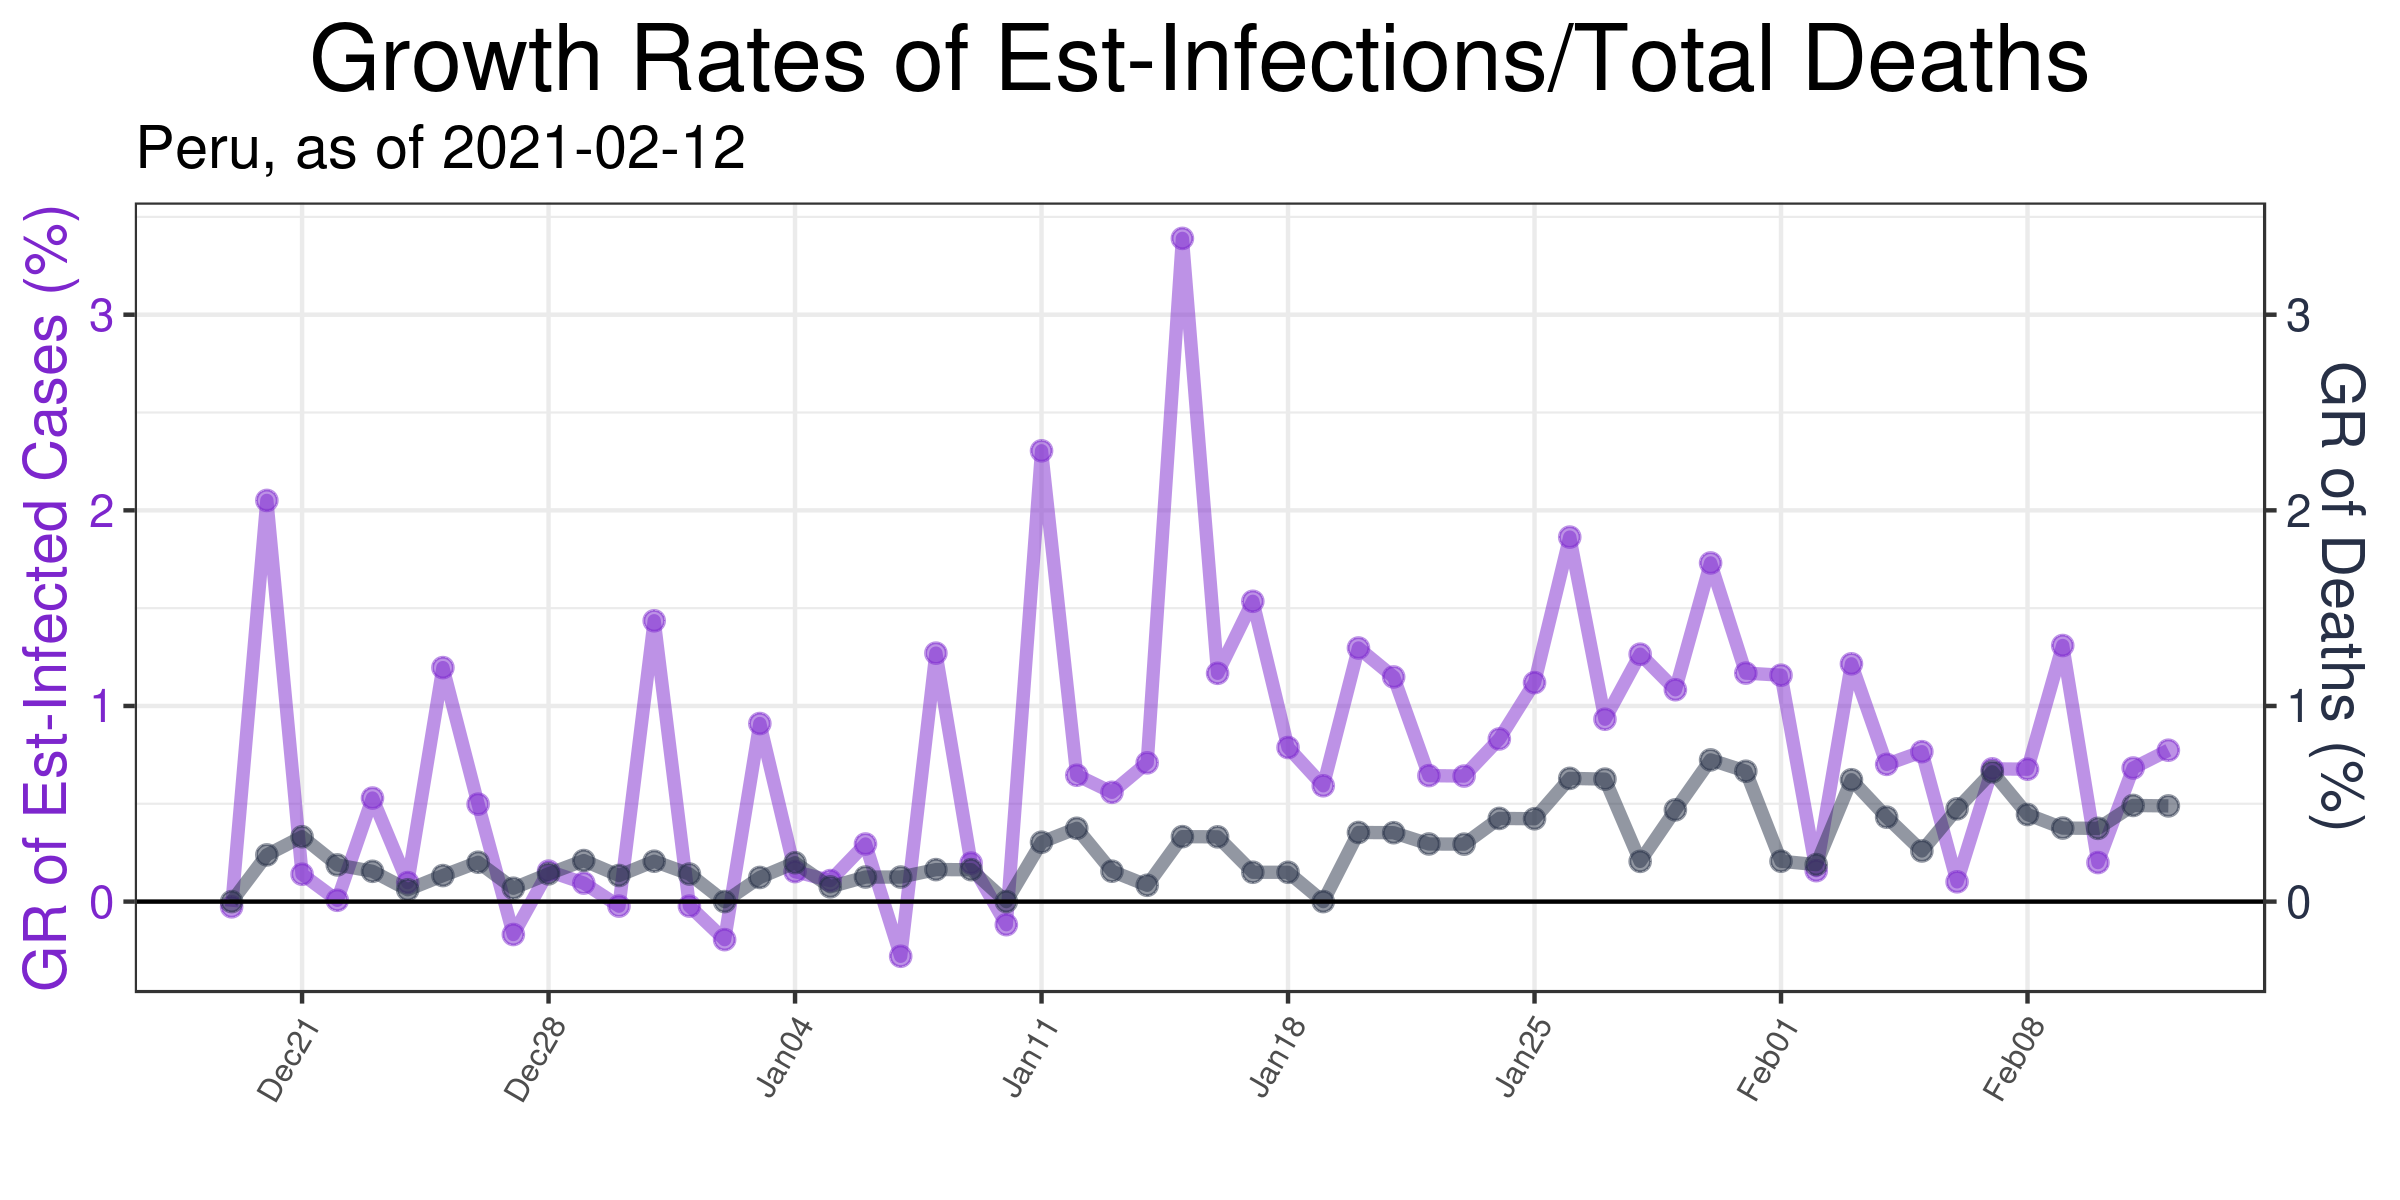 Growth Rates of Est-Infections/Total Deaths
Peru, as of 2021-02-12
GR of Est-Infected Cases (%)
3
2
1
0
3
2
1
0
GR of Deaths (%)
Dec21
Dec28
Jan04
Jan11
Jan18
Jan25
Feb01
Feb08